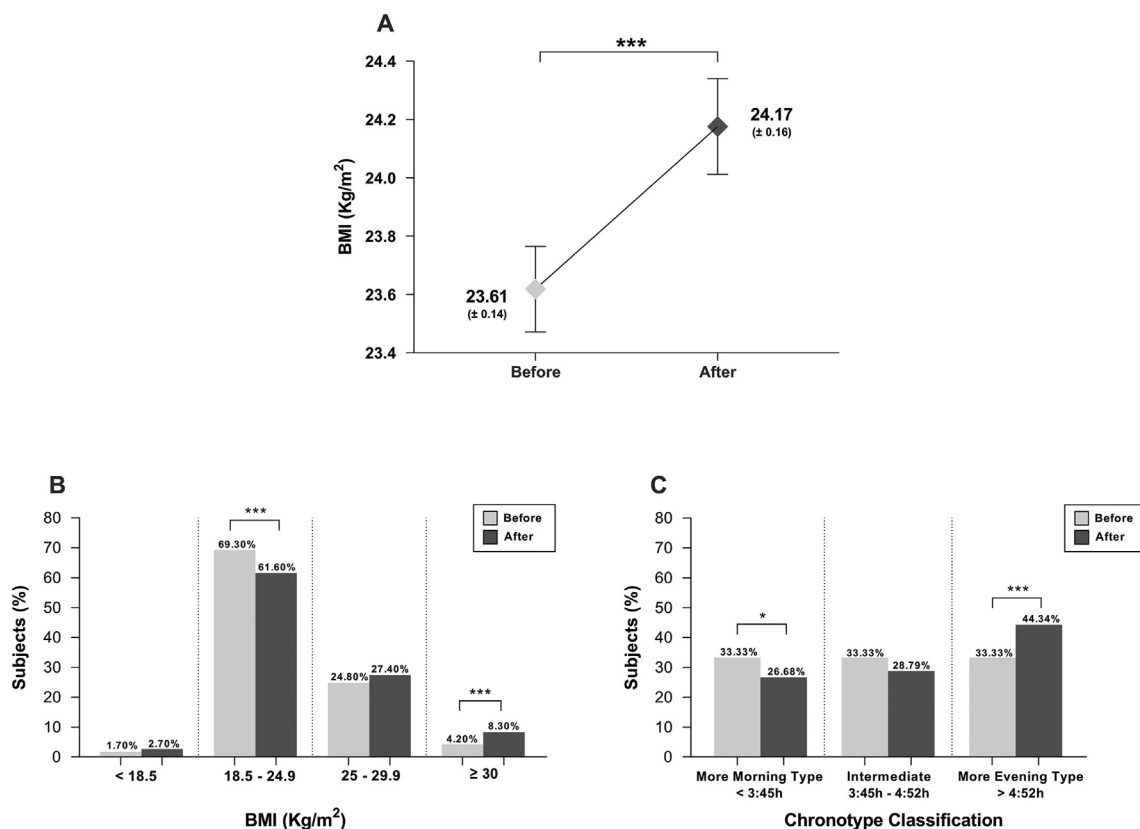 A
***
24.4
24.2
24.0
23.8
23.6
23.4
BMI (Kg/m²)
24.17
(± 0.16)
23.61
(± 0.14)
Before
After
B
Before
After
80
70
60
50
40
30
20
10
0
Subjects (%)
***
69.30%
61.60%
24.80%
27.40%
***
4.20%
8.30%
1.70%
2.70%
< 18.5
18.5 - 24.9
25 - 29.9
≥ 30
BMI (Kg/m²)
C
Before
After
80
70
60
50
40
30
20
10
0
Subjects (%)
*
33.33%
26.68%
33.33%
28.79%
***
33.33%
44.34%
More Morning Type
< 3:45h
Intermediate
3:45h - 4:52h
More Evening Type
> 4:52h
Chronotype Classification